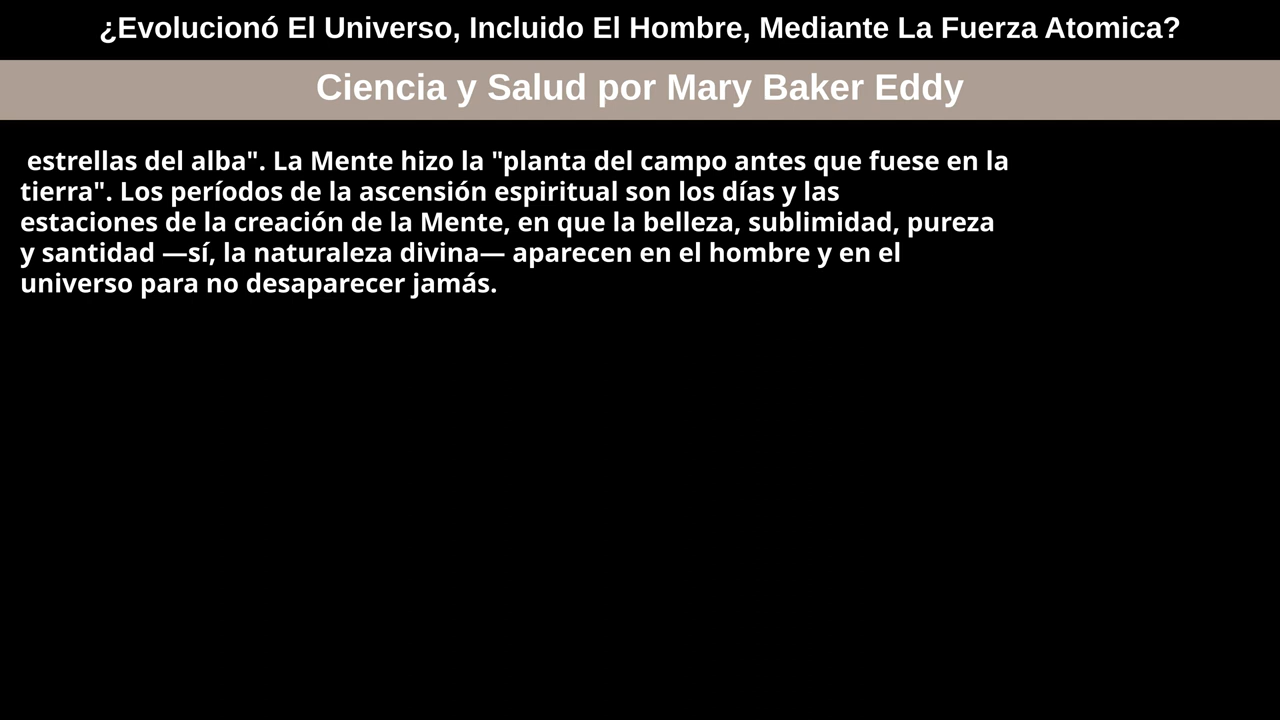 ¿Evolucionó El Universo, Incluido El Hombre, Mediante La Fuerza Atomica?
Ciencia y Salud por Mary Baker Eddy
estrellas del alba". La Mente hizo la "planta del campo antes que fuese en la
tierra". Los períodos de la ascensión espiritual son los días y las
estaciones de la creación de la Mente, en que la belleza, sublimidad, pureza
y santidad —sí, la naturaleza divina— aparecen en el hombre y en el
universo para no desaparecer jamás.